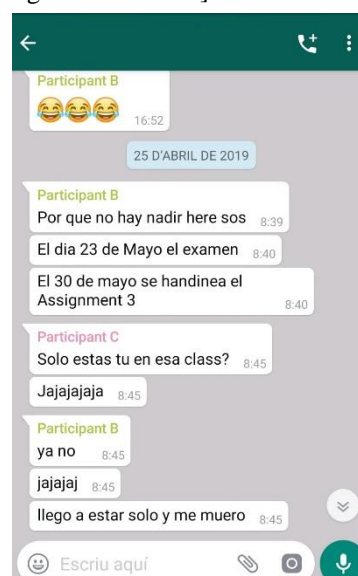 Participant B
😂😂😂 16:52
25 D'ABRIL DE 2019
Participant B
Por que no hay nadir here sos 8:39
El dia 23 de Mayo el examen 8:40
El 30 de mayo se handinea el
Assignment 3 8:40
Participant C
Solo estas tu en esa class? 8:45
Jajajajaja 8:45
Participant B
ya no 8:45
jajajaj 8:45
llego a estar solo y me muero 8:45
Escriu aquí